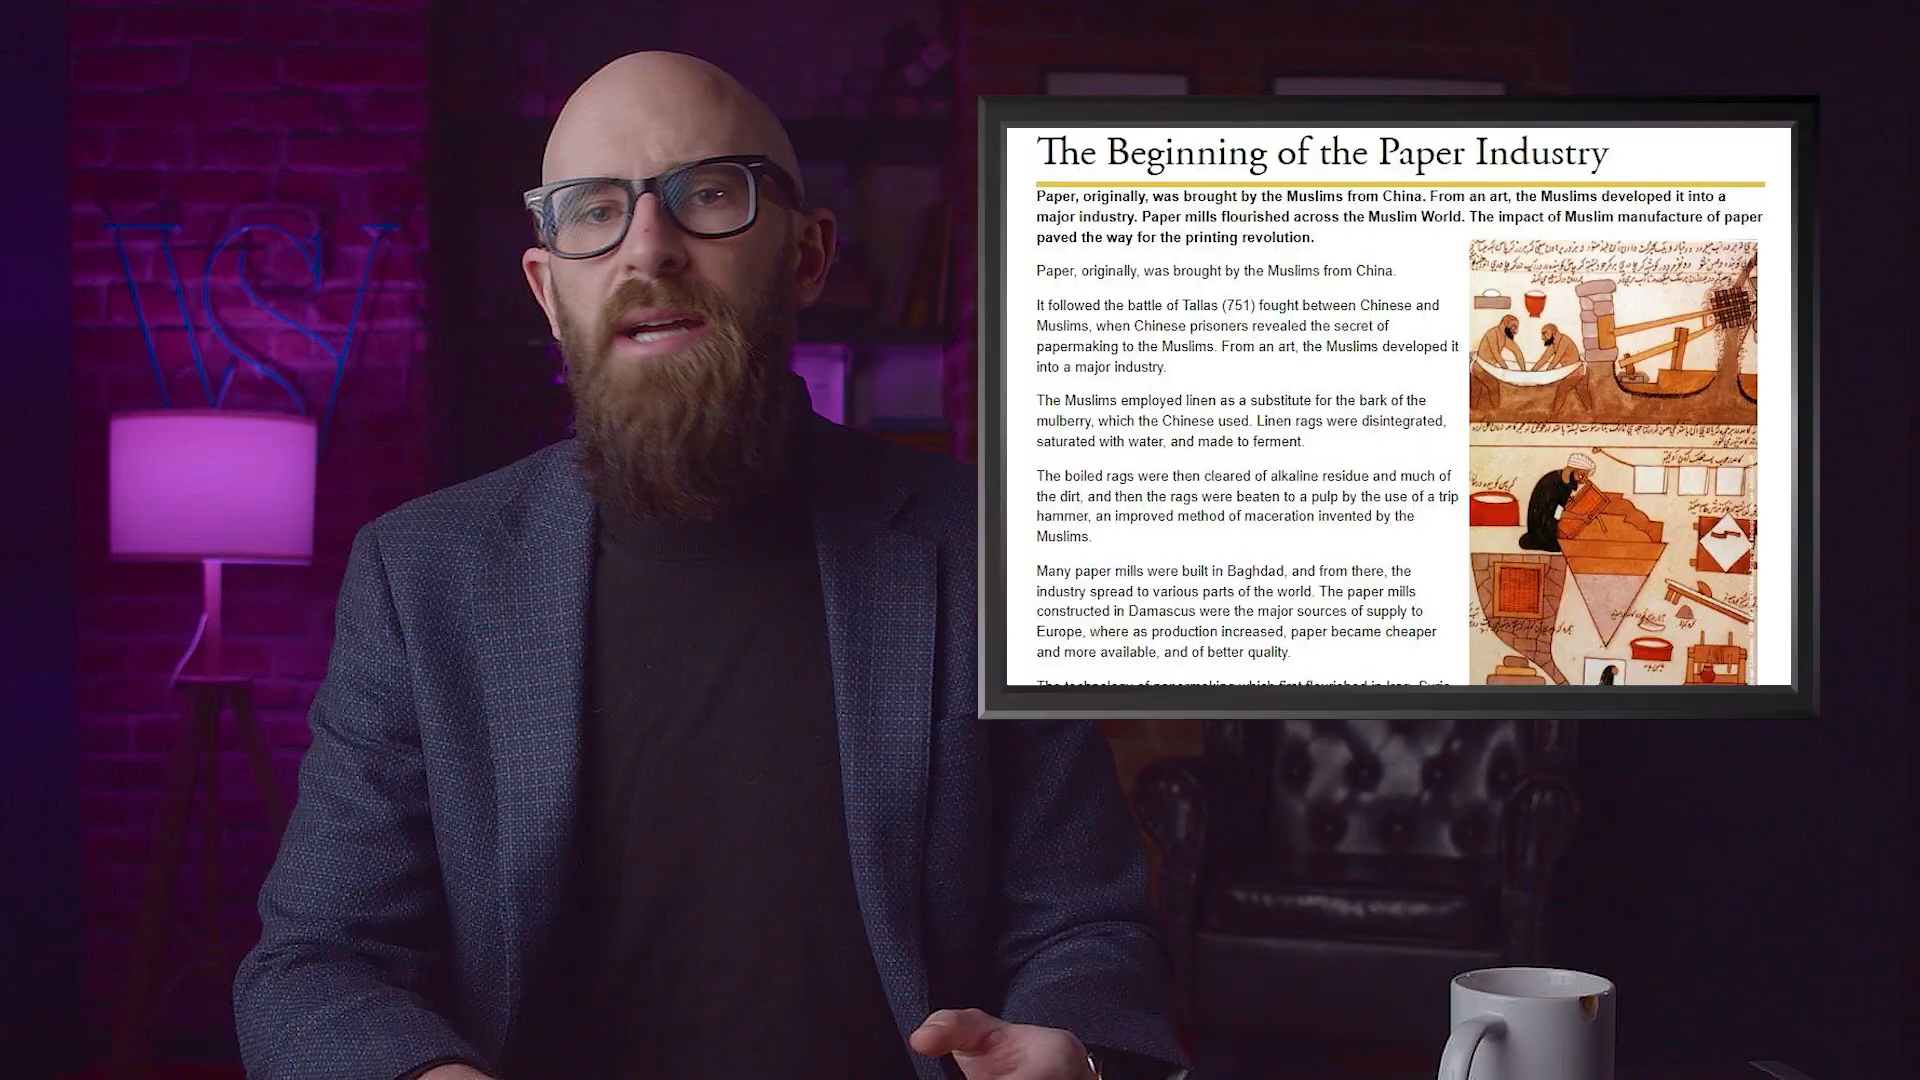 The Beginning of the Paper Industry
Paper, originally, was brought by the Muslims from China. From an art, the Muslims developed it into a
major industry. Paper mills flourished across the Muslim World. The impact of Muslim manufacture of paper
paved the way for the printing revolution.
Paper, originally, was brought by the Muslims from China.
It followed the battle of Tallas (751) fought between Chinese and
Muslims, when Chinese prisoners revealed the secret of
papermaking to the Muslims. From an art, the Muslims developed it
into a major industry.
The Muslims employed linen as a substitute for the bark of the
mulberry, which the Chinese used. Linen rags were disintegrated,
saturated with water, and made to ferment.
The boiled rags were then cleared of alkaline residue and much of
the dirt, and then the rags were beaten to a pulp by the use of a trip
hammer, an improved method of maceration invented by the
Muslims.
Many paper mills were built in Baghdad, and from there, the
industry spread to various parts of the world. The paper mills
constructed in Damascus were the major sources of supply to
Europe, where as production increased, paper became cheaper
and more available, and of better quality.
The technology of papermaking which first flourished in Iraq, Syria